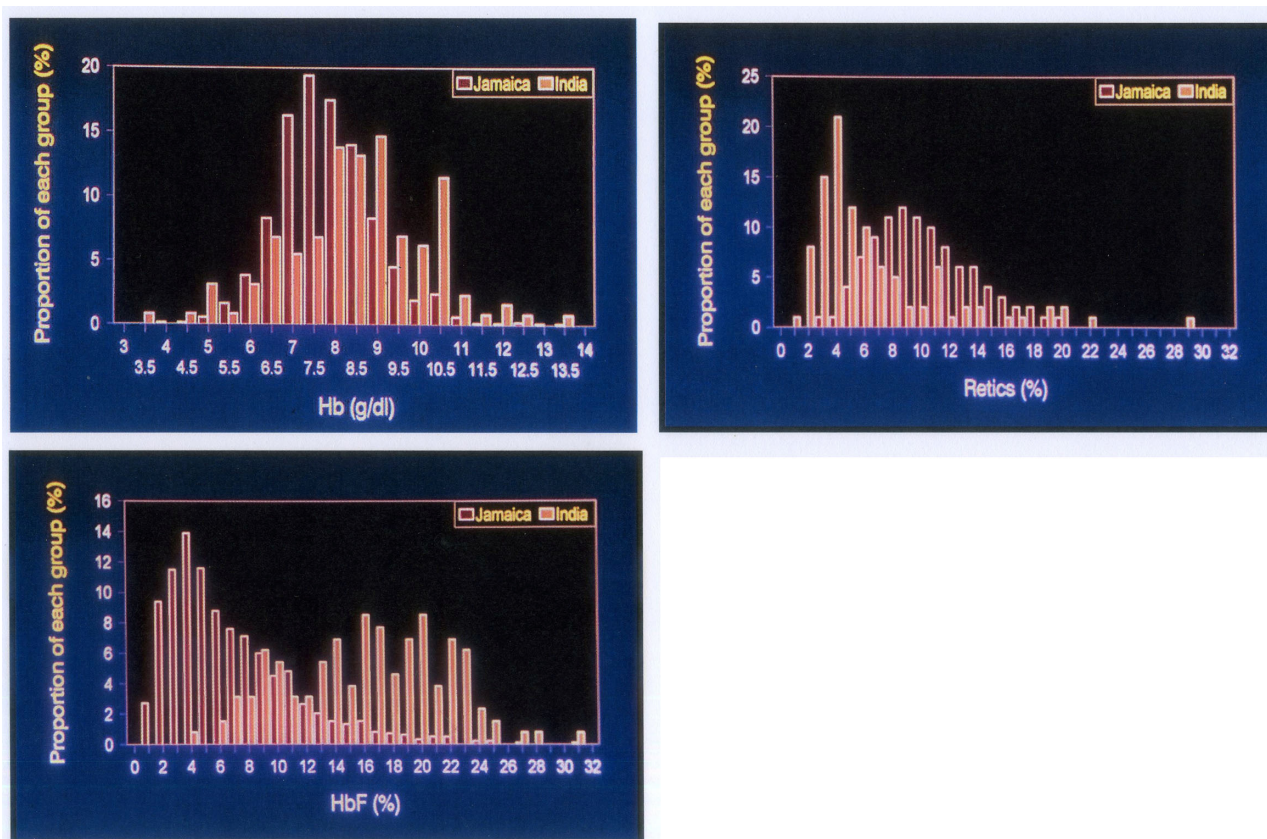 Proportion of each group (%)
20
15
10
5
0
Jamaica India
3 4 5 6 7 8 9 10 11 12 13 14
3.5 4.5 5.5 6.5 7.5 8.5 9.5 10.5 11.5 12.5 13.5
Hb (g/dl)
Proportion of each group (%)
25
20
15
10
5
0
Jamaica India
0 2 4 6 8 10 12 14 16 18 20 22 24 26 28 30 32
Retics (%)
Proportion of each group (%)
16
14
12
10
8
6
4
2
0
Jamaica India
0 2 4 6 8 10 12 14 16 18 20 22 24 26 28 30 32
HbF (%)